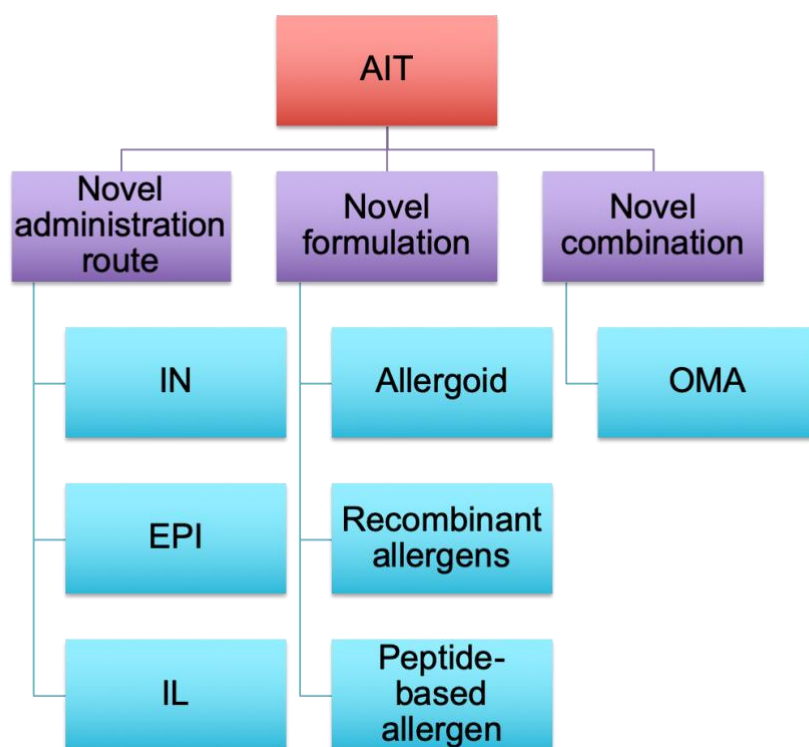 AIT
Novel
administration
route
Novel
formulation
Novel
combination
IN
Allergoid
OMA
EPI
Recombinant
allergens
IL
Peptide-
based
allergen